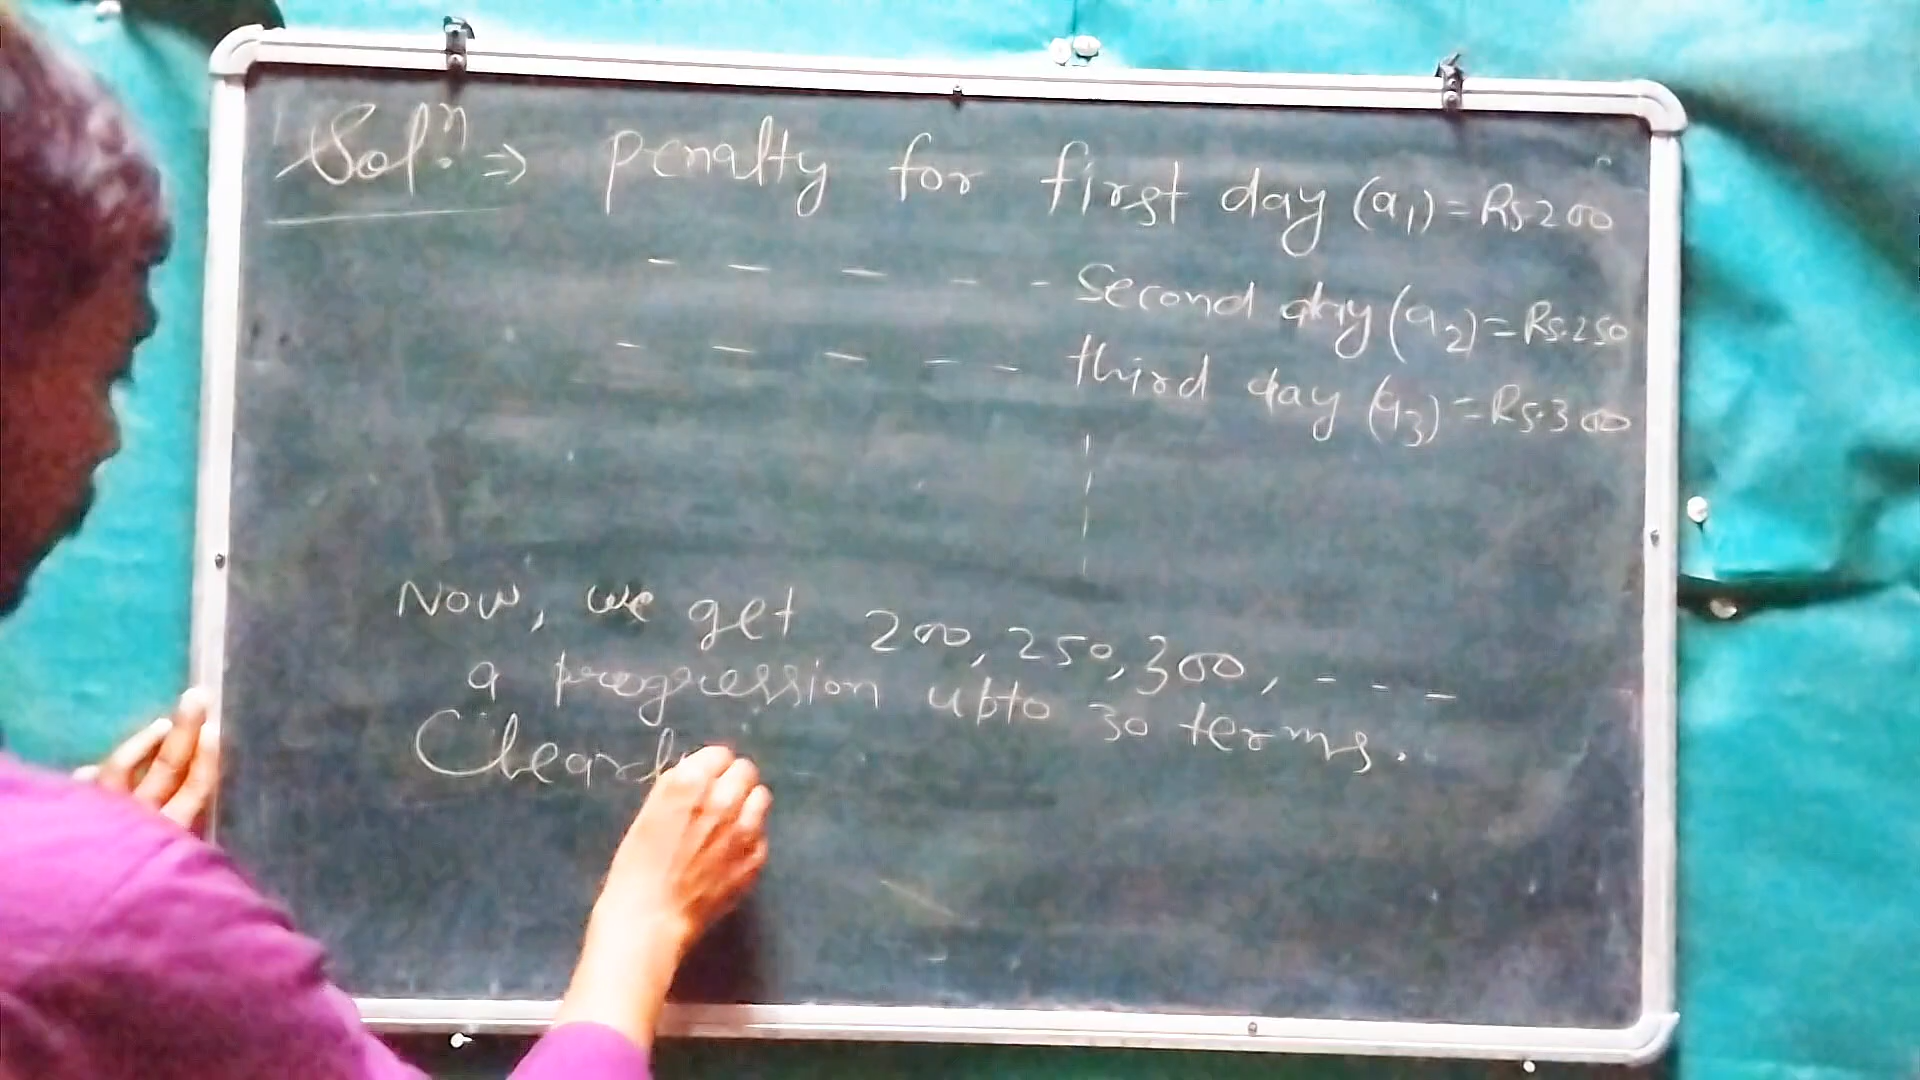 Solⁿ. ⇒ penalty for first day (a₁) = Rs.200
- - - - - second day (a₂) = Rs.250
- - - - - third day (a₃) = Rs.300
Now, we get 200, 250, 300, - - -
a progression upto 30 terms.
Clearl